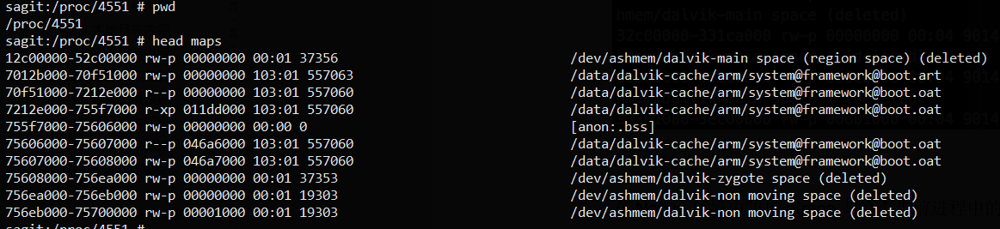 sagit:/proc/4551 # pwd
/proc/4551
sagit:/proc/4551 # head maps
12c00000-52c00000 rw-p 00000000 00:01 37356 /dev/ashmem/dalvik-main space (region space) (deleted)
7012b000-70f51000 rw-p 00000000 103:01 557063 /data/dalvik-cache/arm/system@framework@boot.art
70f51000-7212e000 r--p 00000000 103:01 557060 /data/dalvik-cache/arm/system@framework@boot.oat
7212e000-755f7000 r-xp 011dd000 103:01 557060 /data/dalvik-cache/arm/system@framework@boot.oat
755f7000-75606000 rw-p 00000000 00:00 0 [anon:.bss]
75606000-75607000 r--p 046a6000 103:01 557060 /data/dalvik-cache/arm/system@framework@boot.oat
75607000-75608000 rw-p 046a7000 103:01 557060 /data/dalvik-cache/arm/system@framework@boot.oat
75608000-756ea000 rw-p 00000000 00:01 37353 /dev/ashmem/dalvik-zygote space (deleted)
756ea000-756eb000 rw-p 00000000 00:01 19303 /dev/ashmem/dalvik-non moving space (deleted)
756eb000-75700000 rw-p 00001000 00:01 19303 /dev/ashmem/dalvik-non moving space (deleted)
sagit:/proc/4551 #